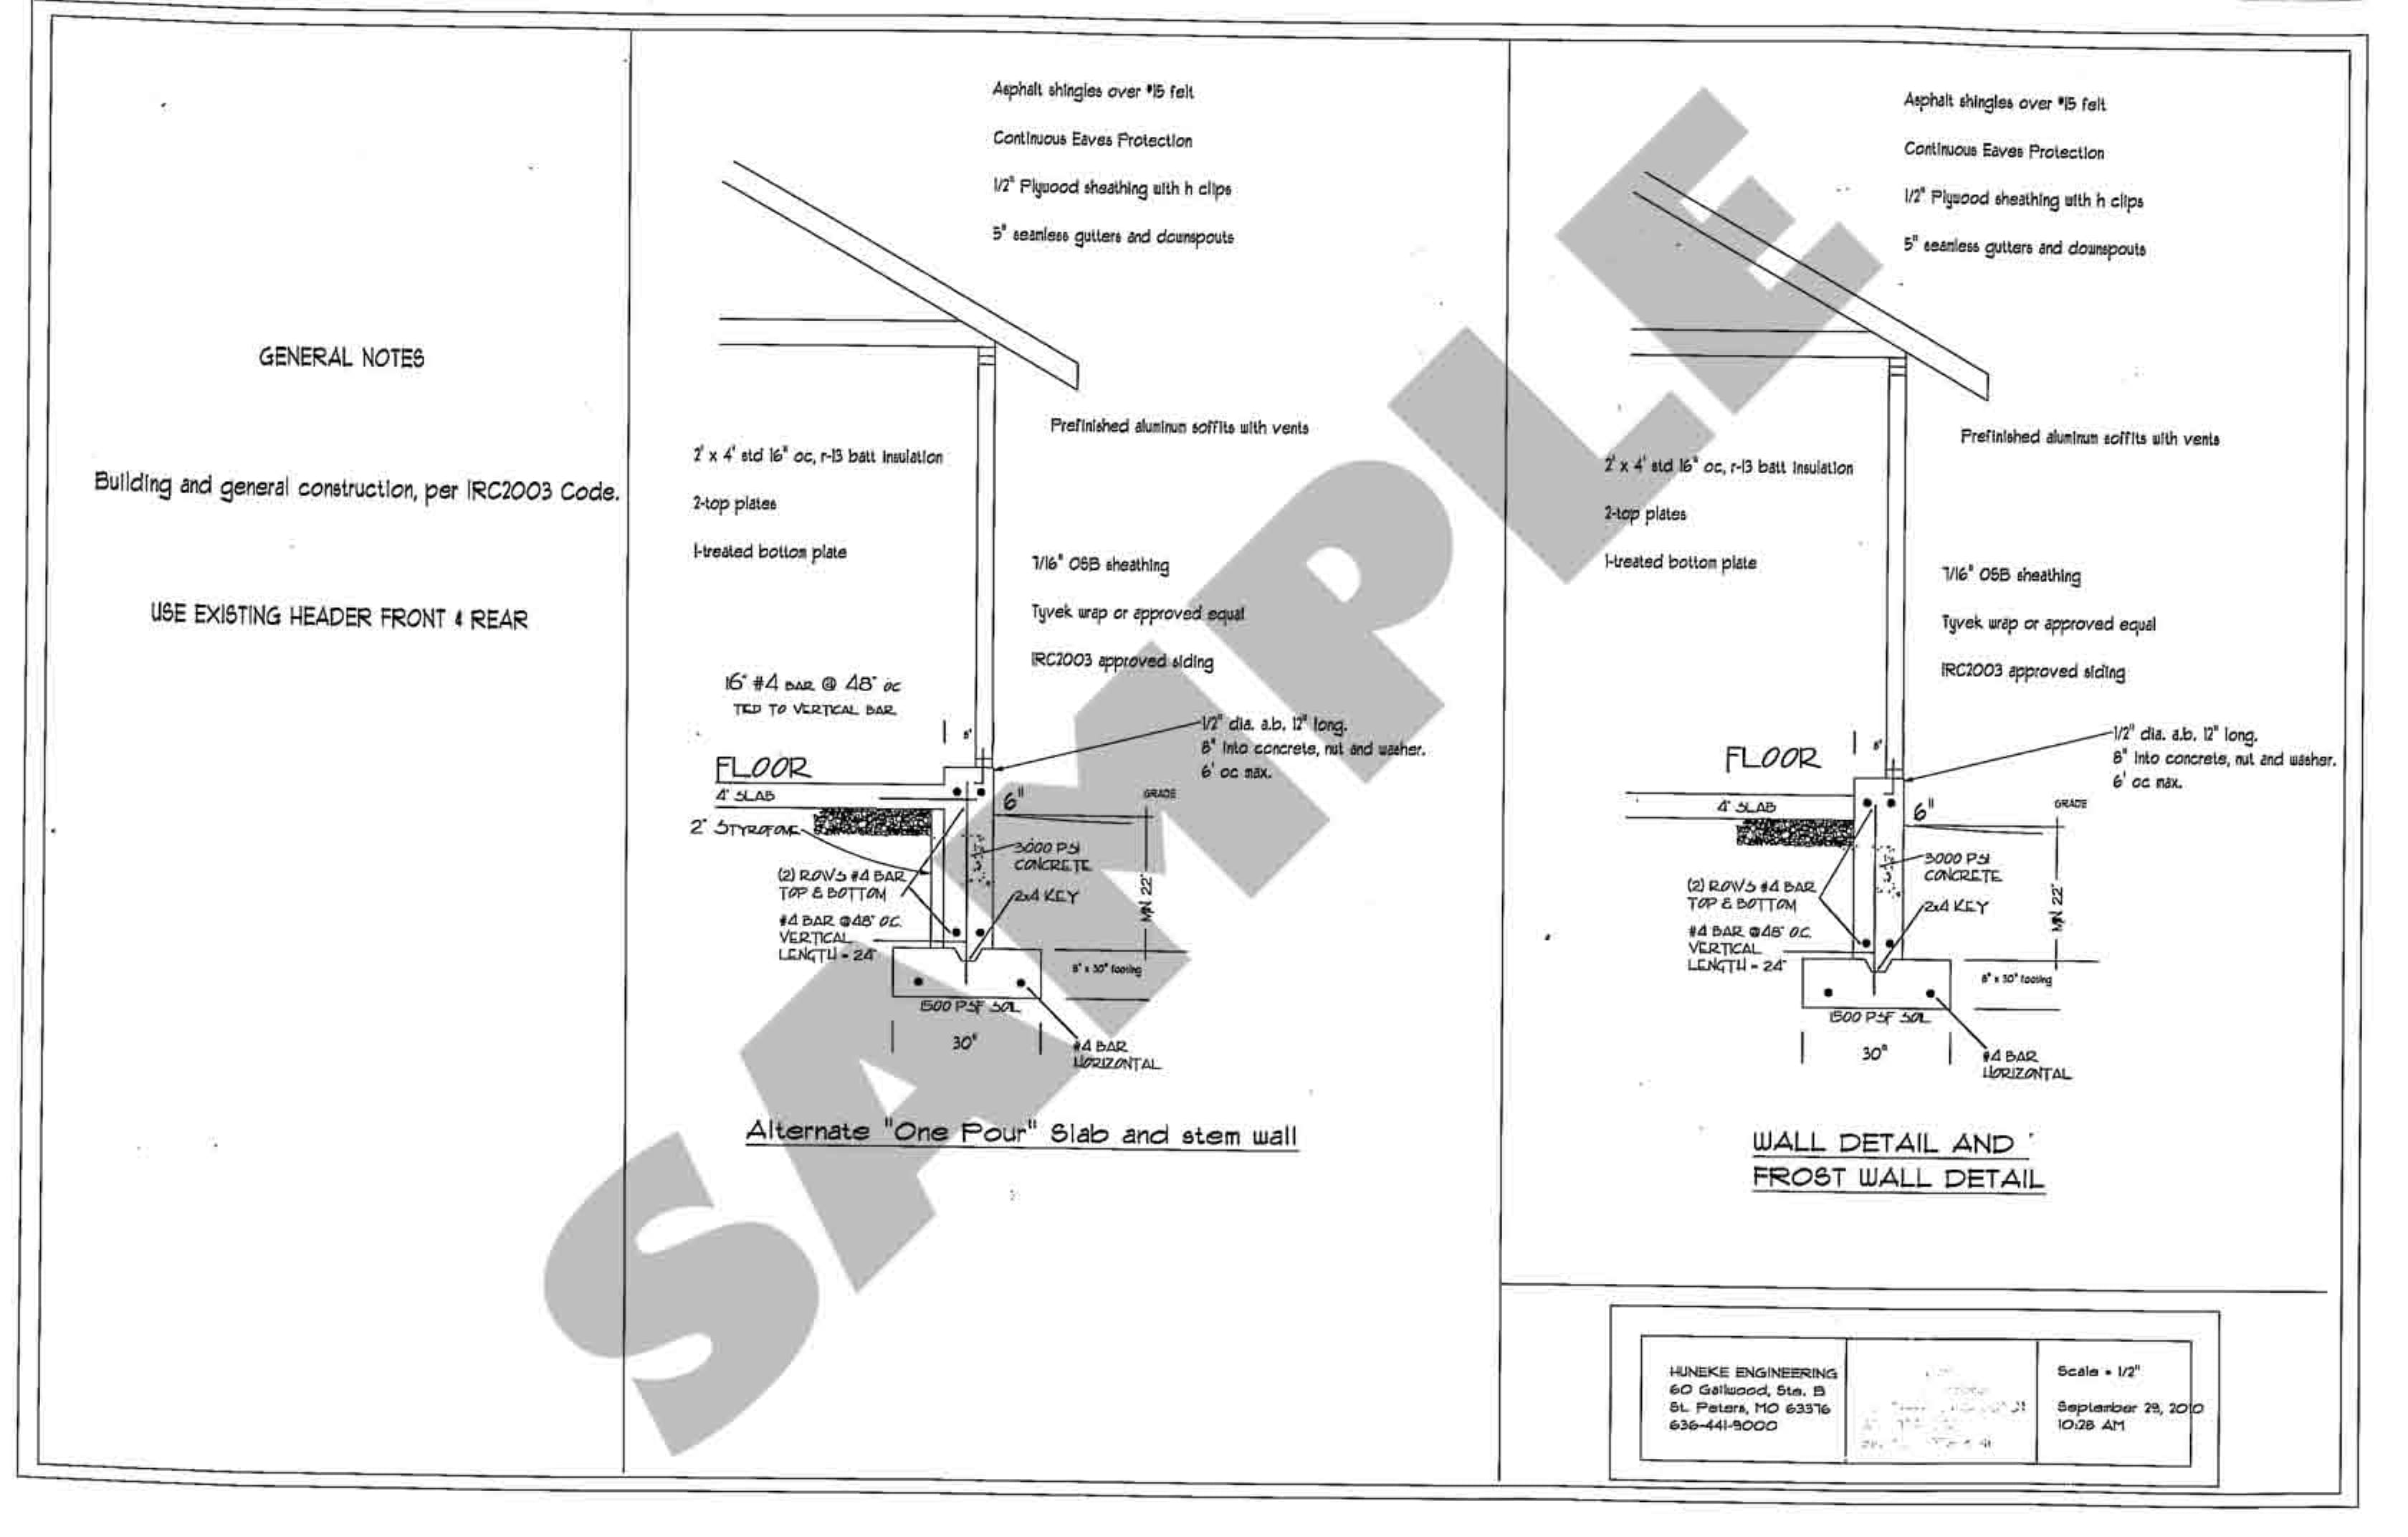 GENERAL NOTES
Building and general construction, per IRC2003 Code.
USE EXISTING HEADER FRONT & REAR
Asphalt shingles over #15 felt
Continuous Eaves Protection
1/2" Plywood sheathing with h clips
5" seamless gutters and downspouts
Prefinished aluminum soffits with vents
2' x 4' std 16" oc, r-13 batt insulation
2-top plates
1-treated bottom plate
7/16" OSB sheathing
Tyvek wrap or approved equal
IRC2003 approved siding
16" #4 BAR @ 48" OC
TIED TO VERTICAL BAR
8"
1/2" dia. a.b. 12" long.
8" into concrete, nut and washer.
6' oc max.
FLOOR
4" SLAB
6"
GRADE
2" STYROFOME
3000 PSI
CONCRETE
(2) ROWS #4 BAR
TOP & BOTTOM
2x4 KEY
MIN 22"
#4 BAR @48" O.C.
VERTICAL
LENGTH = 24"
8" x 30" footing
1500 PSF SOIL
30"
#4 BAR
HORIZONTAL
Alternate "One Pour" Slab and stem wall
Asphalt shingles over #15 felt
Continuous Eaves Protection
1/2" Plywood sheathing with h clips
5" seamless gutters and downspouts
Prefinished aluminum soffits with vents
2' x 4' std 16" oc, r-13 batt insulation
2-top plates
1-treated bottom plate
7/16" OSB sheathing
Tyvek wrap or approved equal
IRC2003 approved siding
8"
1/2" dia. a.b. 12" long.
8" into concrete, nut and washer.
6' oc max.
FLOOR
4" SLAB
6"
GRADE
3000 PSI
CONCRETE
(2) ROWS #4 BAR
TOP & BOTTOM
2x4 KEY
MIN 22"
#4 BAR @48" O.C.
VERTICAL
LENGTH = 24"
8" x 30" footing
1500 PSF SOIL
30"
#4 BAR
HORIZONTAL
WALL DETAIL AND
FROST WALL DETAIL
HUNEKE ENGINEERING
60 Gailwood, Ste. B
St. Peters, MO 63376
636-441-9000
Scale = 1/2"
September 29, 2010
10:28 AM
SAMPLE